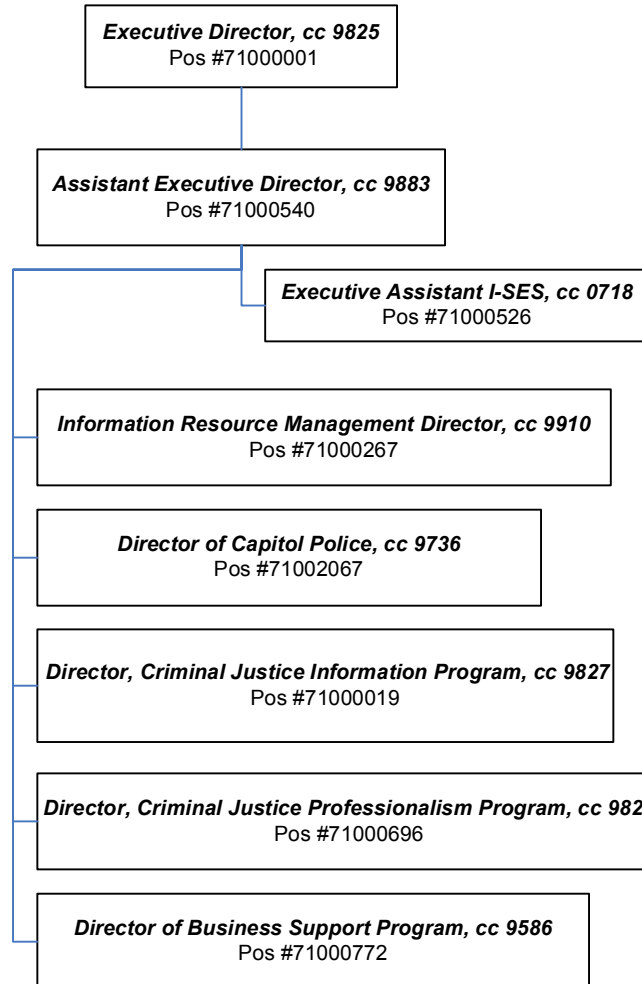 Executive Director, cc 9825
Pos #71000001
Assistant Executive Director, cc 9883
Pos #71000540
Executive Assistant I-SES, cc 0718
Pos #71000526
Information Resource Management Director, cc 9910
Pos #71000267
Director of Capitol Police, cc 9736
Pos #71002067
Director, Criminal Justice Information Program, cc 9827
Pos #71000019
Director, Criminal Justice Professionalism Program, cc 982
Pos #71000696
Director of Business Support Program, cc 9586
Pos #71000772